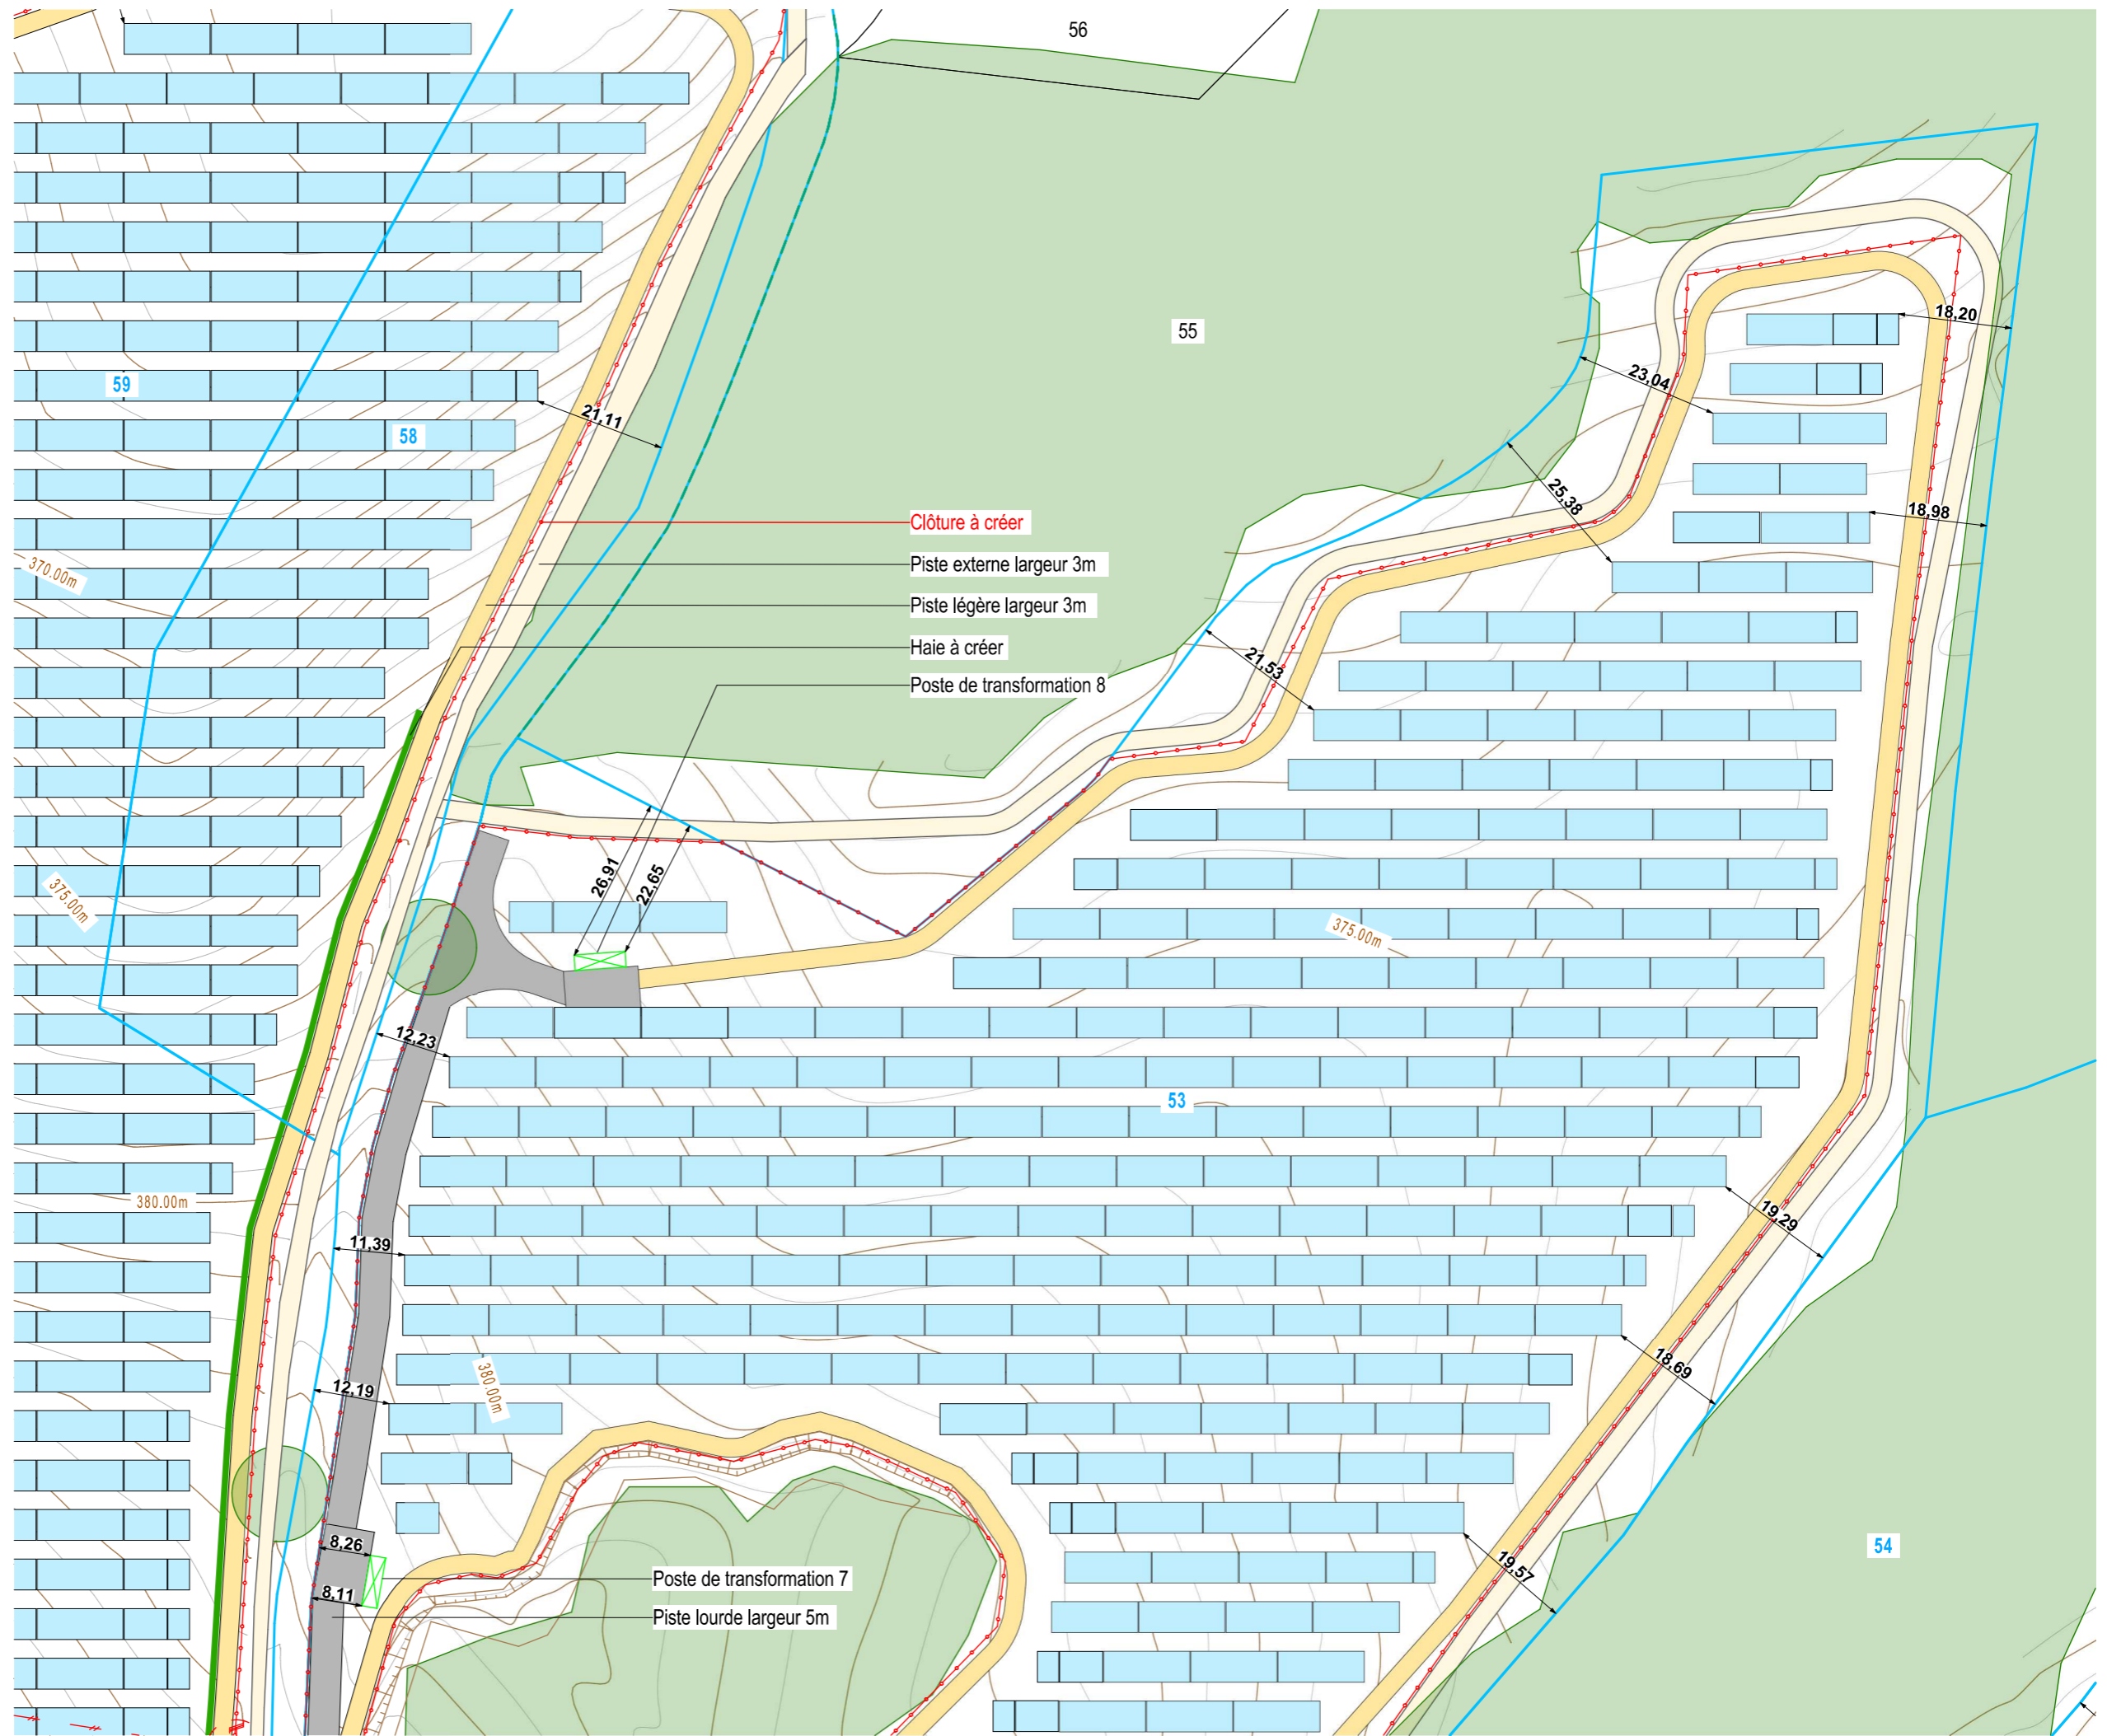 56
55
18,20
23,04
59
21,11
58
25,38
18,98
Clôture à créer
Piste externe largeur 3m
370.00m
Piste légère largeur 3m
Haie à créer
21,53
Poste de transformation 8
26,91
22,65
375.00m
375.00m
12,23
53
380.00m
19,29
11,39
18,69
12,19
380.00m
8,26
54
19,57
Poste de transformation 7
8,11
Piste lourde largeur 5m